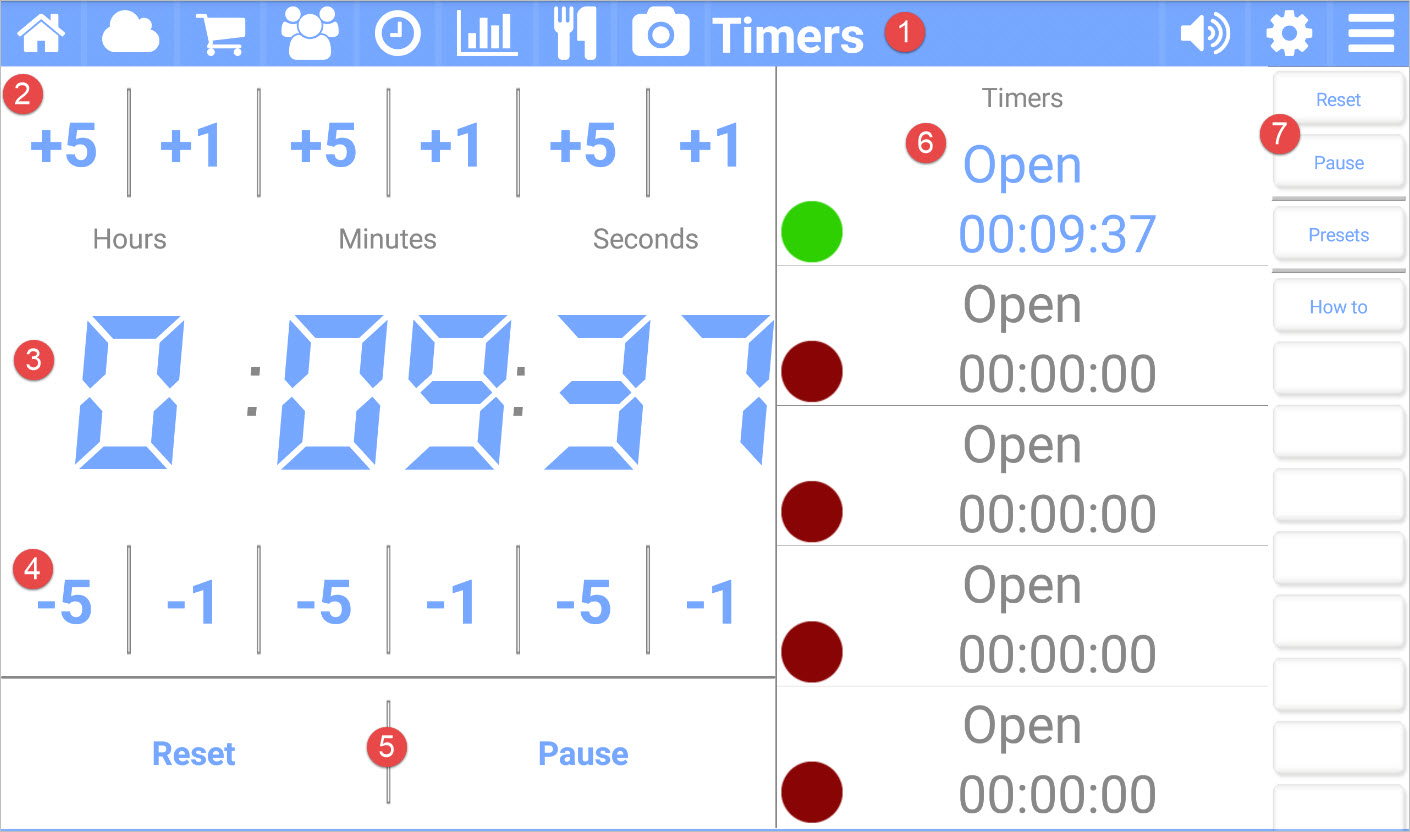 Timers 1
2
+5 +1 +5 +1 +5 +1
Hours Minutes Seconds
3
0 : 09 : 37
4
-5 -1 -5 -1 -5 -1
Reset 5 Pause
Timers
6
Open
00:09:37
Open
00:00:00
Open
00:00:00
Open
00:00:00
Open
00:00:00
7
Reset
Pause
Presets
How to